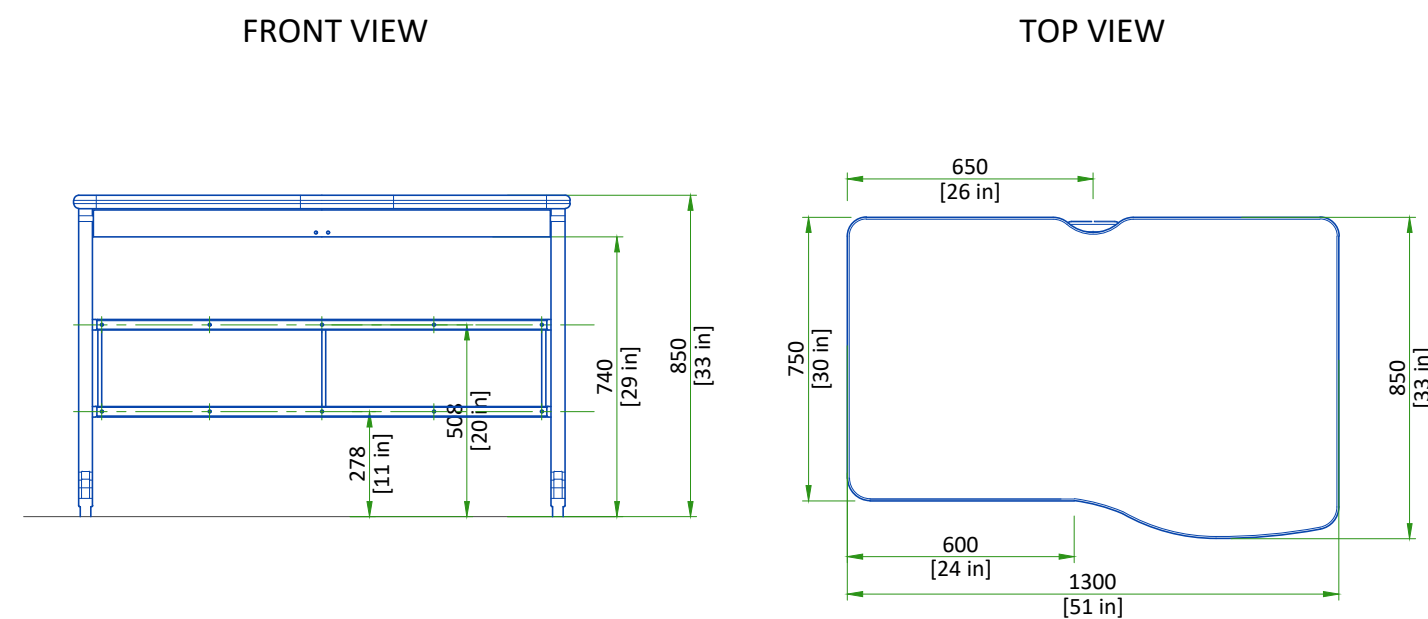 FRONT VIEW
TOP VIEW
278
[11 in]
508
[20 in]
740
[29 in]
850
[33 in]
650
[26 in]
750
[30 in]
850
[33 in]
600
[24 in]
1300
[51 in]